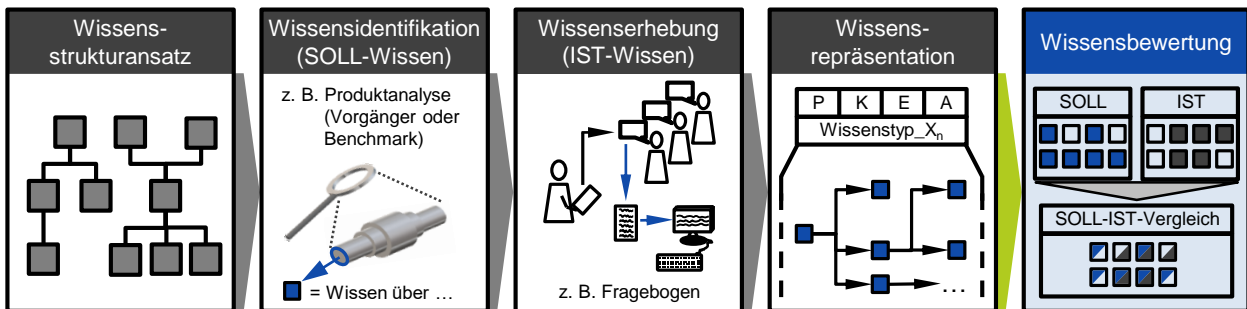 Wissens-
strukturansatz
Wissensidentifikation
(SOLL-Wissen)
z. B. Produktanalyse
(Vorgänger oder
Benchmark)
= Wissen über …
Wissenserhebung
(IST-Wissen)
z. B. Fragebogen
Wissens-
repräsentation
P K E A
Wissenstyp_Xn
…
Wissensbewertung
SOLL IST
SOLL-IST-Vergleich